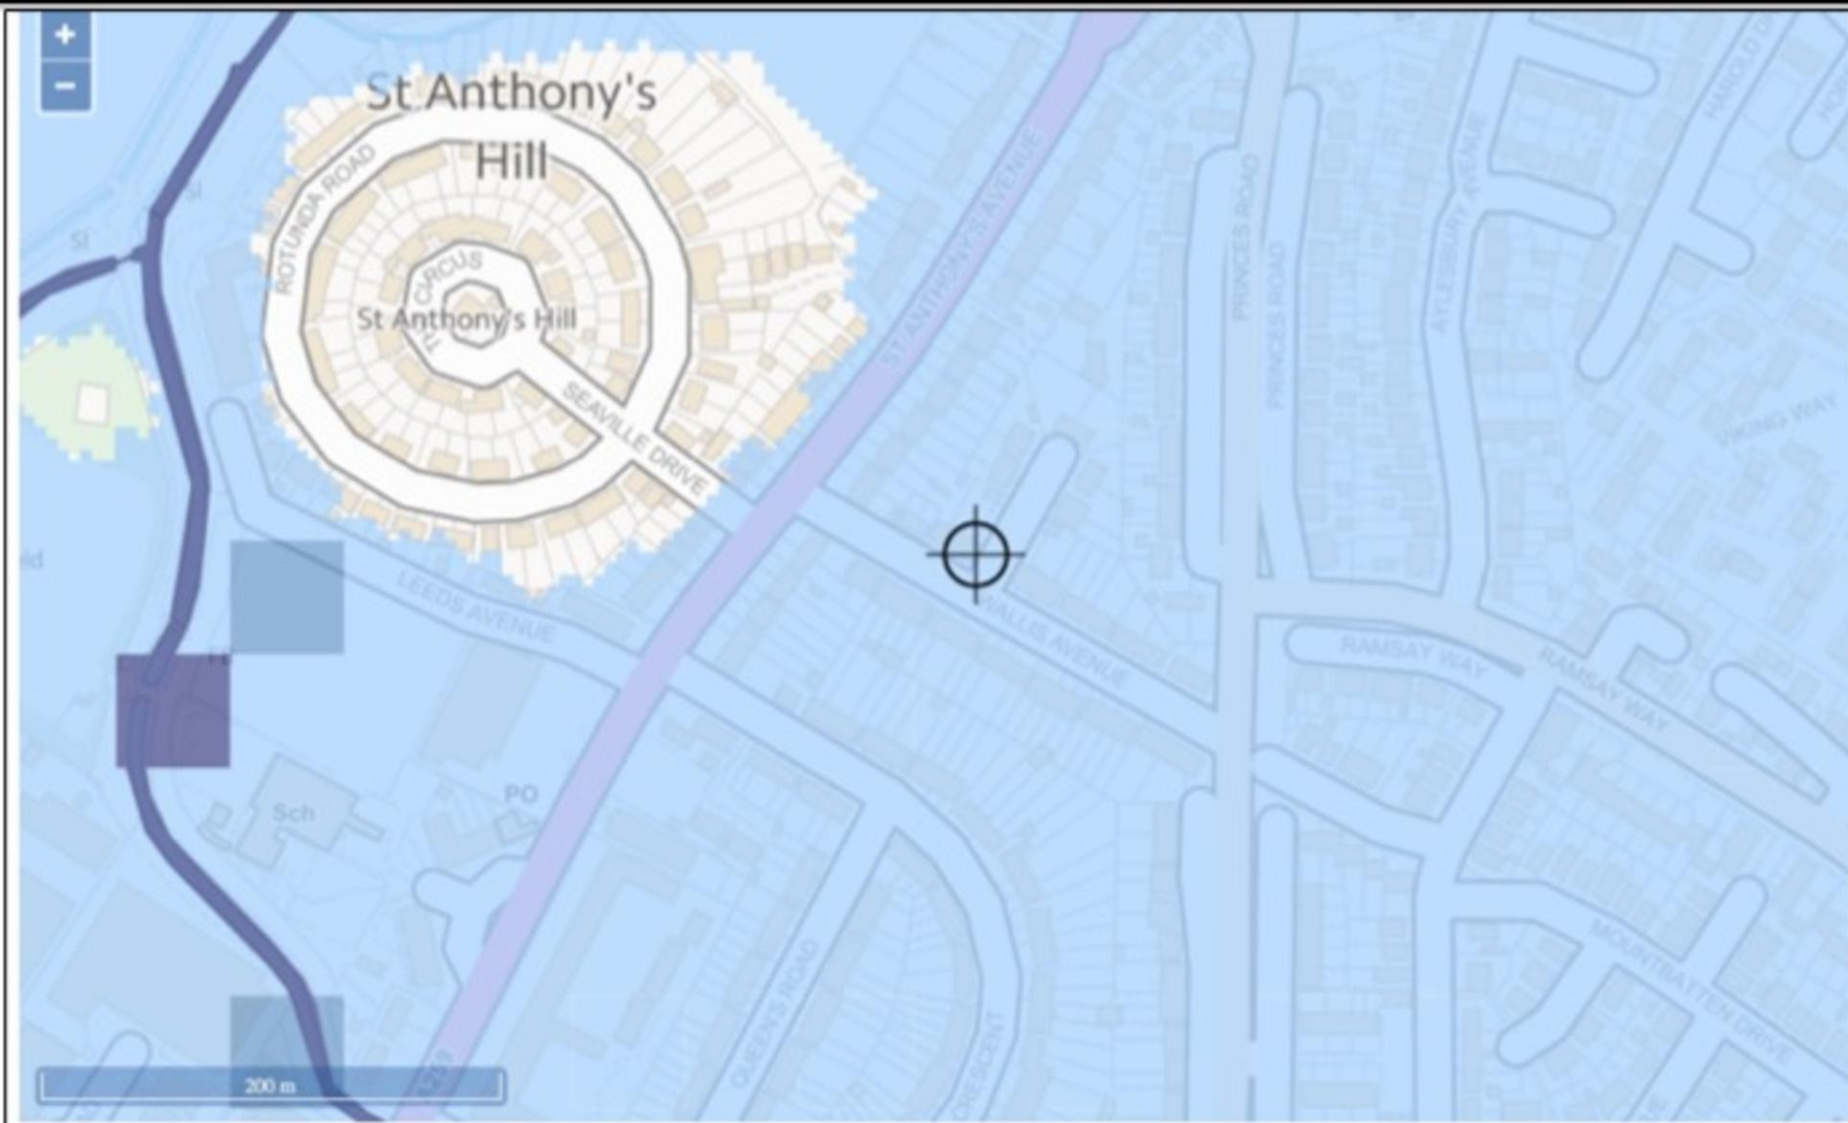 +
−
St Anthony's
Hill
ROTUNDA ROAD
CIRCUS
St Anthony's Hill
SEAVILLE DRIVE
ST ANTHONY'S AVENUE
PRINCES ROAD
PRINCES ROAD
AYLESBURY AVENUE
VIKING WAY
LEEDS AVENUE
WALLIS AVENUE
RAMSAY WAY
RAMSAY WAY
PO
Sch
QUEEN'S ROAD
CRESCENT
MOUNTBATTEN DRIVE
200 m